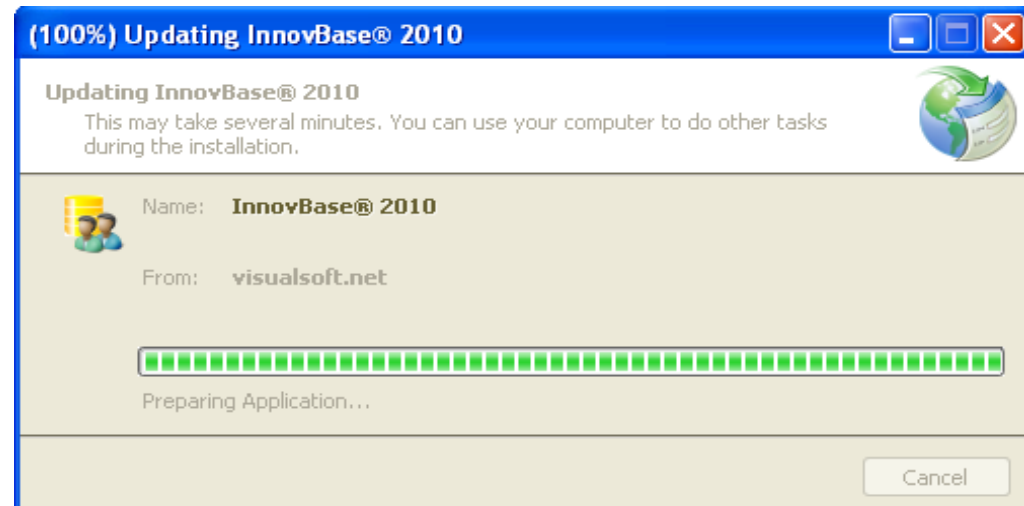 (100%) Updating InnovBase® 2010
Updating InnovBase® 2010
This may take several minutes. You can use your computer to do other tasks
during the installation.
Name: InnovBase® 2010
From: visualsoft.net
Preparing Application...
Cancel